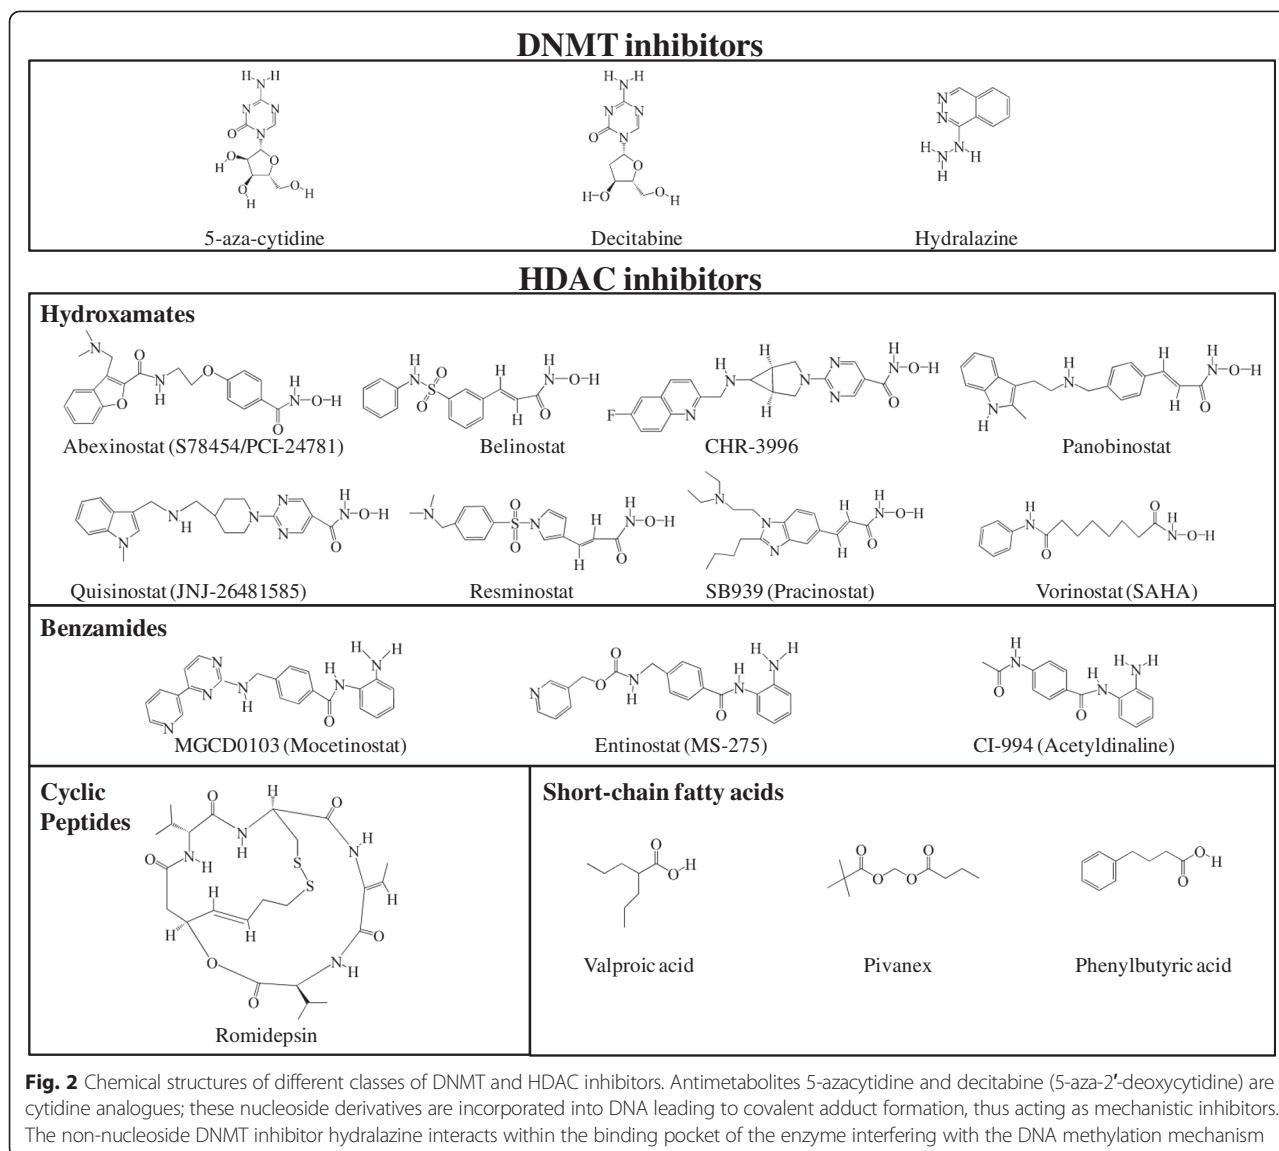 DNMT inhibitors
5-aza-cytidine
Decitabine
Hydralazine
HDAC inhibitors
Hydroxamates
Abexinostat (S78454/PCI-24781)
Belinostat
CHR-3996
Panobinostat
Quisinostat (JNJ-26481585)
Resminostat
SB939 (Pracinostat)
Vorinostat (SAHA)
Benzamides
MGCD0103 (Mocetinostat)
Entinostat (MS-275)
CI-994 (Acetyldinaline)
Cyclic
Peptides
Romidepsin
Short-chain fatty acids
Valproic acid
Pivanex
Phenylbutyric acid
Fig. 2 Chemical structures of different classes of DNMT and HDAC inhibitors. Antimetabolites 5-azacytidine and decitabine (5-aza-2′-deoxycytidine) are
cytidine analogues; these nucleoside derivatives are incorporated into DNA leading to covalent adduct formation, thus acting as mechanistic inhibitors.
The non-nucleoside DNMT inhibitor hydralazine interacts within the binding pocket of the enzyme interfering with the DNA methylation mechanism